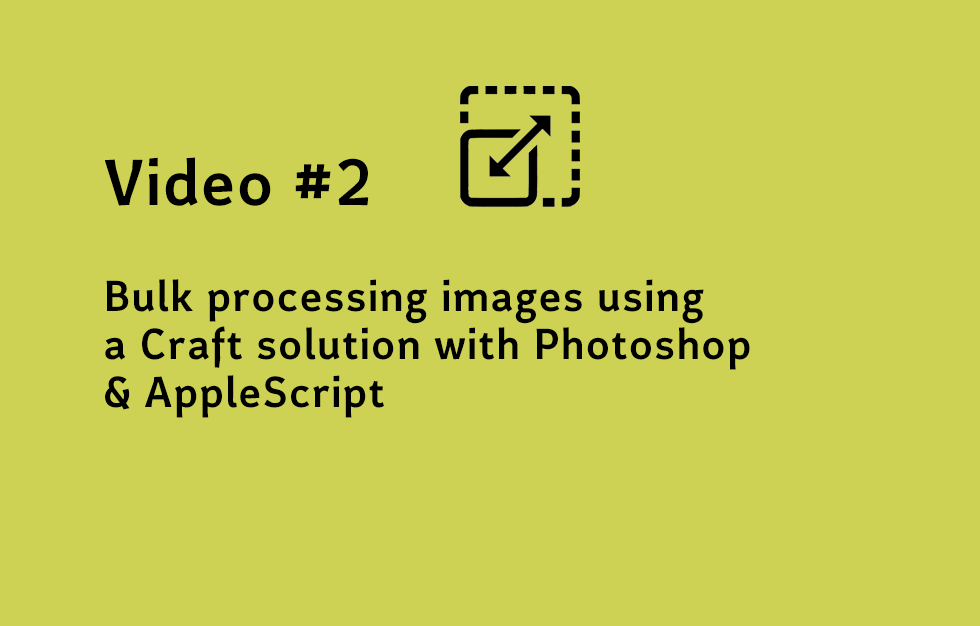 Video #2
Bulk processing images using
a Craft solution with Photoshop
& AppleScript